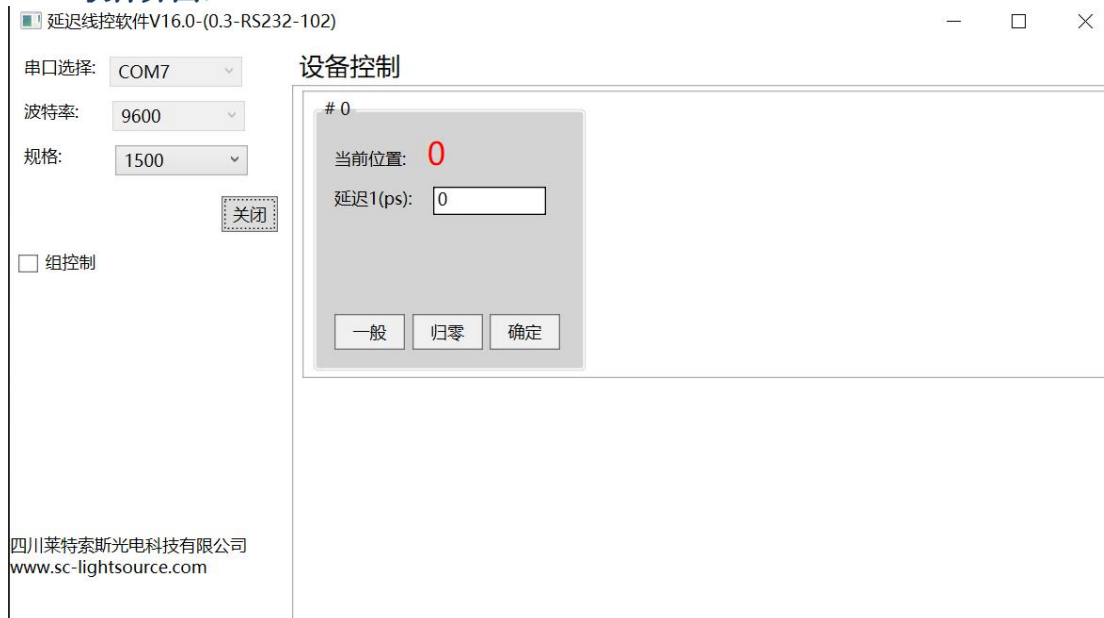 延迟线控软件V16.0-(0.3-RS232-102)
串口选择: COM7
波特率: 9600
规格: 1500
关闭
组控制
设备控制
# 0
当前位置: 0
延迟1(ps): 0
一般 归零 确定
四川莱特索斯光电科技有限公司
www.sc-lightsource.com